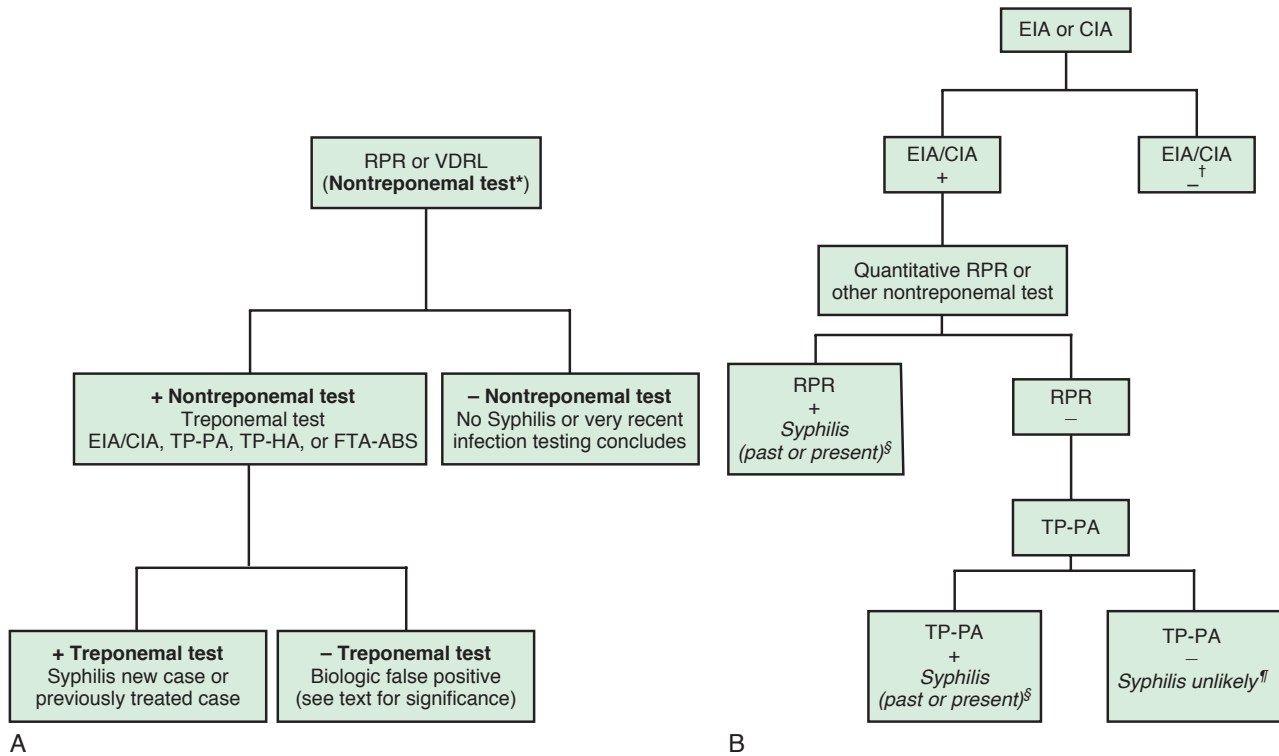 RPR or VDRL
(Nontreponemal test*)
+ Nontreponemal test
Treponemal test
EIA/CIA, TP-PA, TP-HA, or FTA-ABS
– Nontreponemal test
No Syphilis or very recent
infection testing concludes
+ Treponemal test
Syphilis new case or
previously treated case
– Treponemal test
Biologic false positive
(see text for significance)
A
EIA or CIA
EIA/CIA
+
EIA/CIA
–†
Quantitative RPR or
other nontreponemal test
RPR
+
Syphilis
(past or present)§
RPR
–
TP-PA
TP-PA
+
Syphilis
(past or present)§
TP-PA
–
Syphilis unlikely¶
B